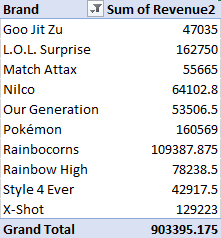 Brand Sum of Revenue2
Goo Jit Zu 47035
L.O.L. Surprise 162750
Match Attax 55665
Nilco 64102.8
Our Generation 53506.5
Pokémon 160569
Rainbocorns 109387.875
Rainbow High 78238.5
Style 4 Ever 42917.5
X-Shot 129223
Grand Total 903395.175